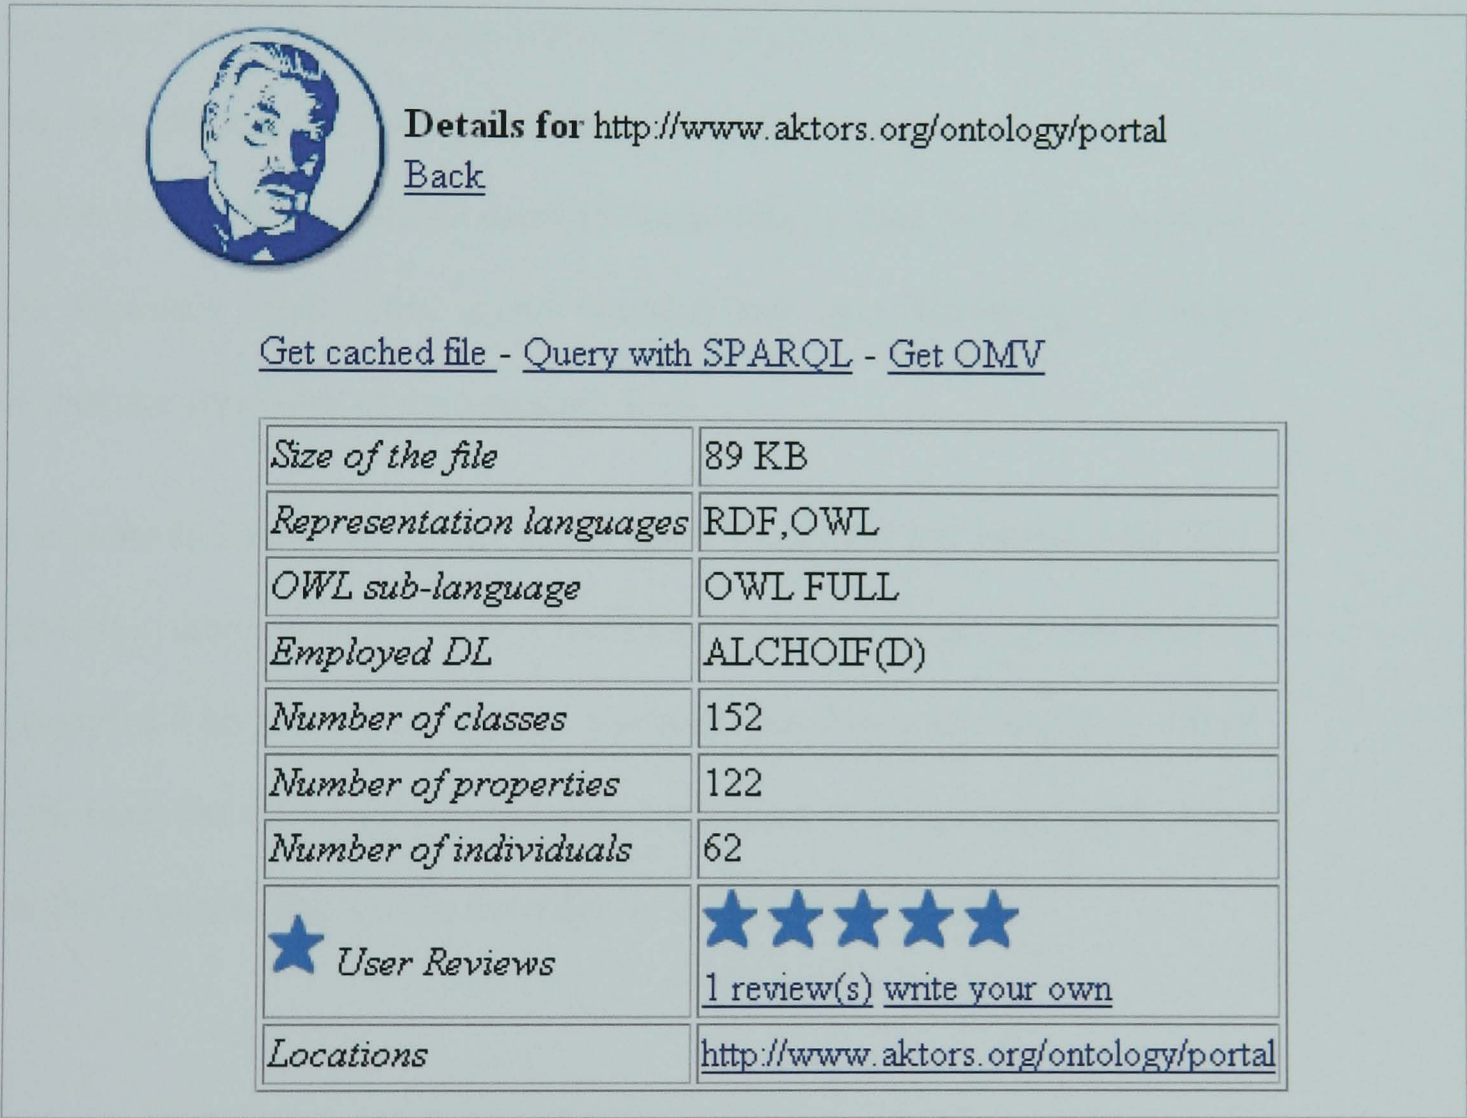 Details for http://www.aktors.org/ontology/portal
Back
Get cached file - Query with SPARQL - Get OMV
Size of the file 89 KB
Representation languages RDF,OWL
OWL sub-language OWL FULL
Employed DL ALCHOIF(D)
Number of classes 152
Number of properties 122
Number of individuals 62
User Reviews
1 review(s) write your own
Locations http://www.aktors.org/ontology/portal